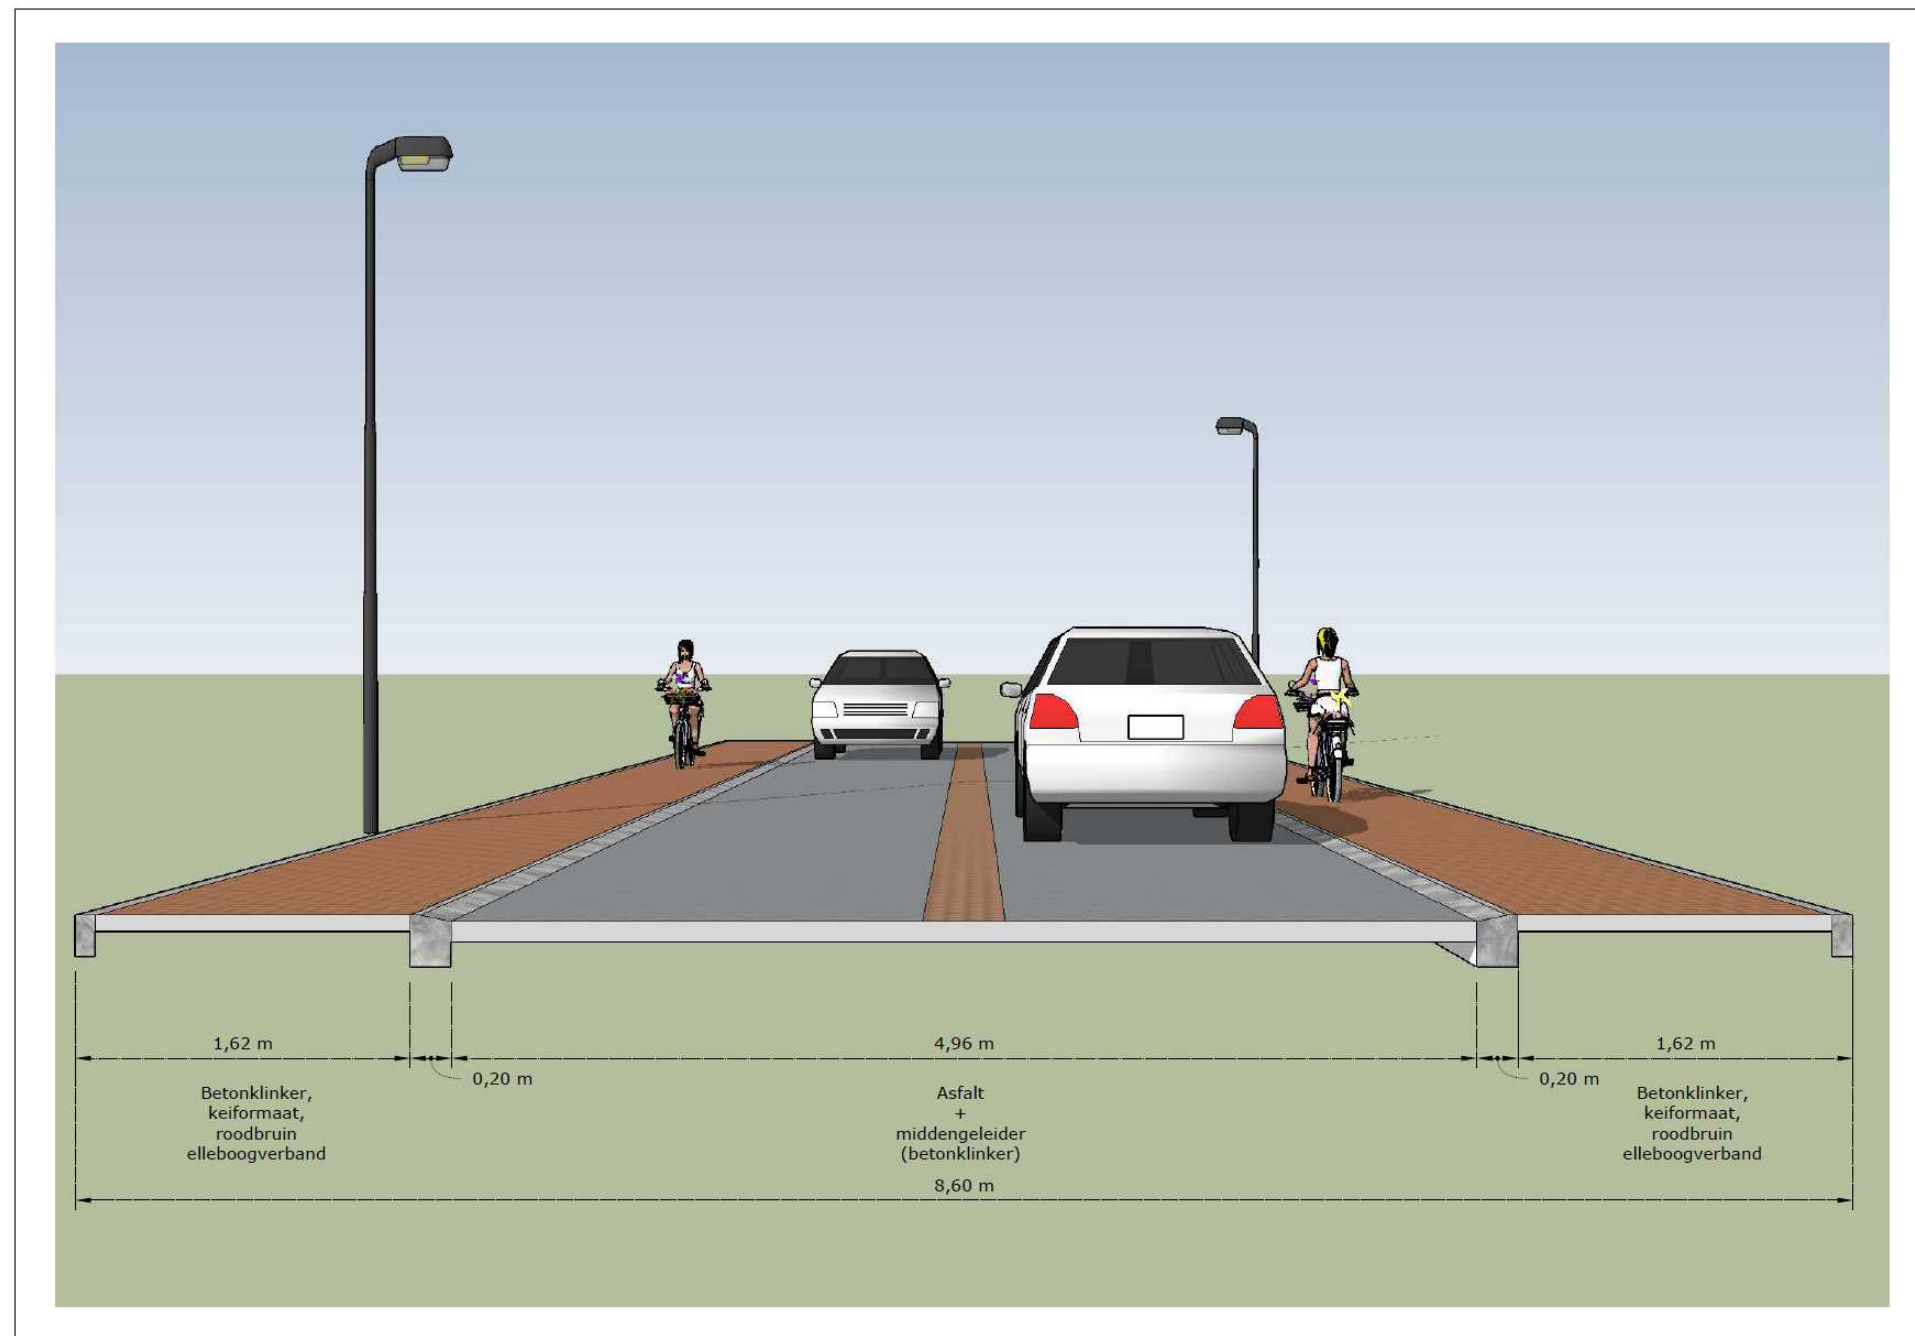 1,62 m
4,96 m
1,62 m
0,20 m
0,20 m
Betonklinker,
keiformaat,
roodbruin
elleboogverband
Asfalt
+
middengeleider
(betonklinker)
Betonklinker,
keiformaat,
roodbruin
elleboogverband
8,60 m